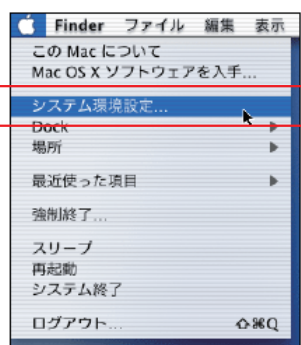 Finder ファイル 編集 表示
この Mac について
Mac OS X ソフトウェアを入手...
システム環境設定...
Dock
場所
最近使った項目
強制終了...
スリープ
再起動
システム終了
ログアウト... ⇧⌘Q